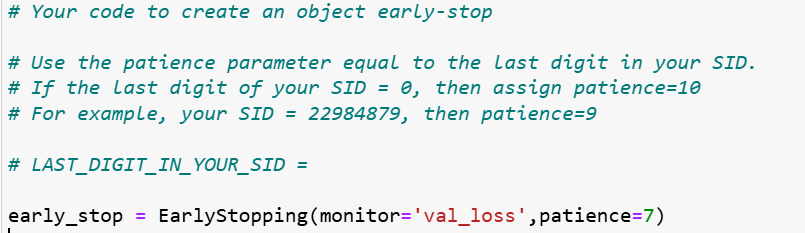 # Your code to create an object early-stop
# Use the patience parameter equal to the last digit in your SID.
# If the last digit of your SID = 0, then assign patience=10
# For example, your SID = 22984879, then patience=9
# LAST_DIGIT_IN_YOUR_SID =
early_stop = EarlyStopping(monitor='val_loss',patience=7)